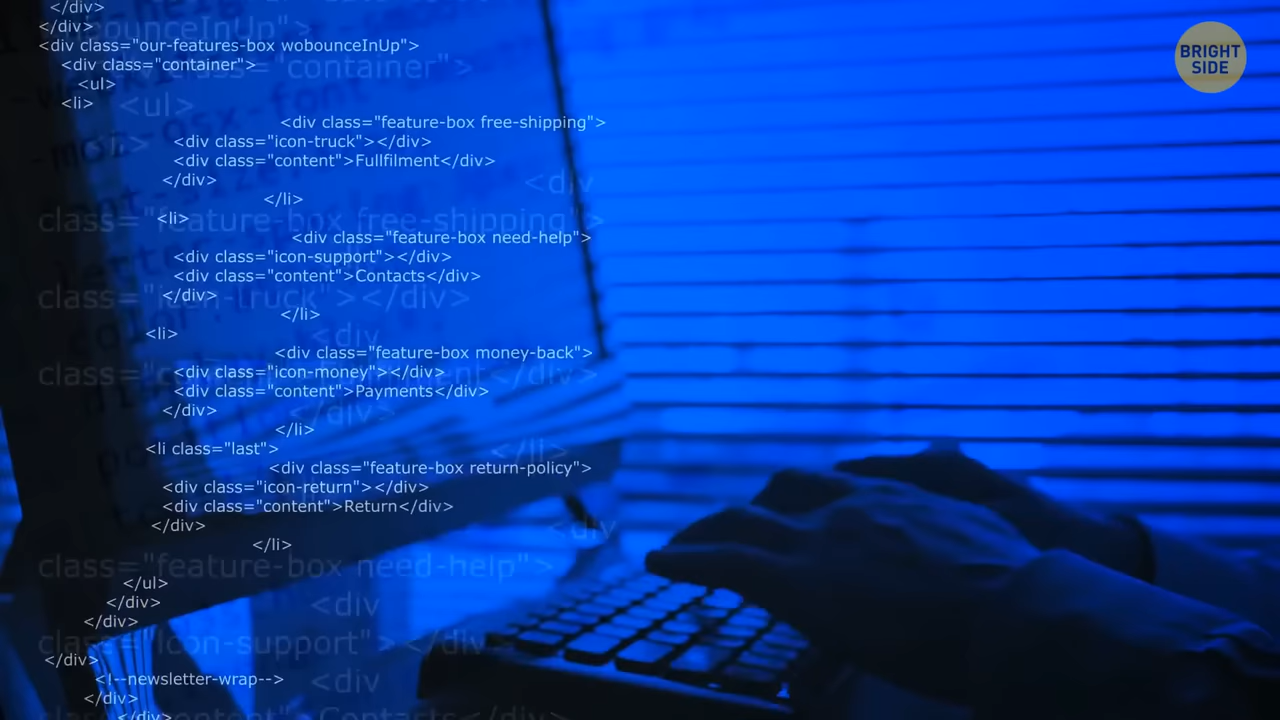 </div>
</div>
<div class="our-features-box wobounceInUp">
<div class="container">
<ul>
<li>
<div class="feature-box free-shipping">
<div class="icon-truck"></div>
<div class="content">Fullfilment</div>
</div>
</li>
<li>
<div class="feature-box need-help">
<div class="icon-support"></div>
<div class="content">Contacts</div>
</div>
</li>
<li>
<div class="feature-box money-back">
<div class="icon-money"></div>
<div class="content">Payments</div>
</div>
</li>
<li class="last">
<div class="feature-box return-policy">
<div class="icon-return"></div>
<div class="content">Return</div>
</div>
</li>
</ul>
</div>
</div>
</div>
<!--newsletter-wrap-->
</div>
</div>
BRIGHT
SIDE